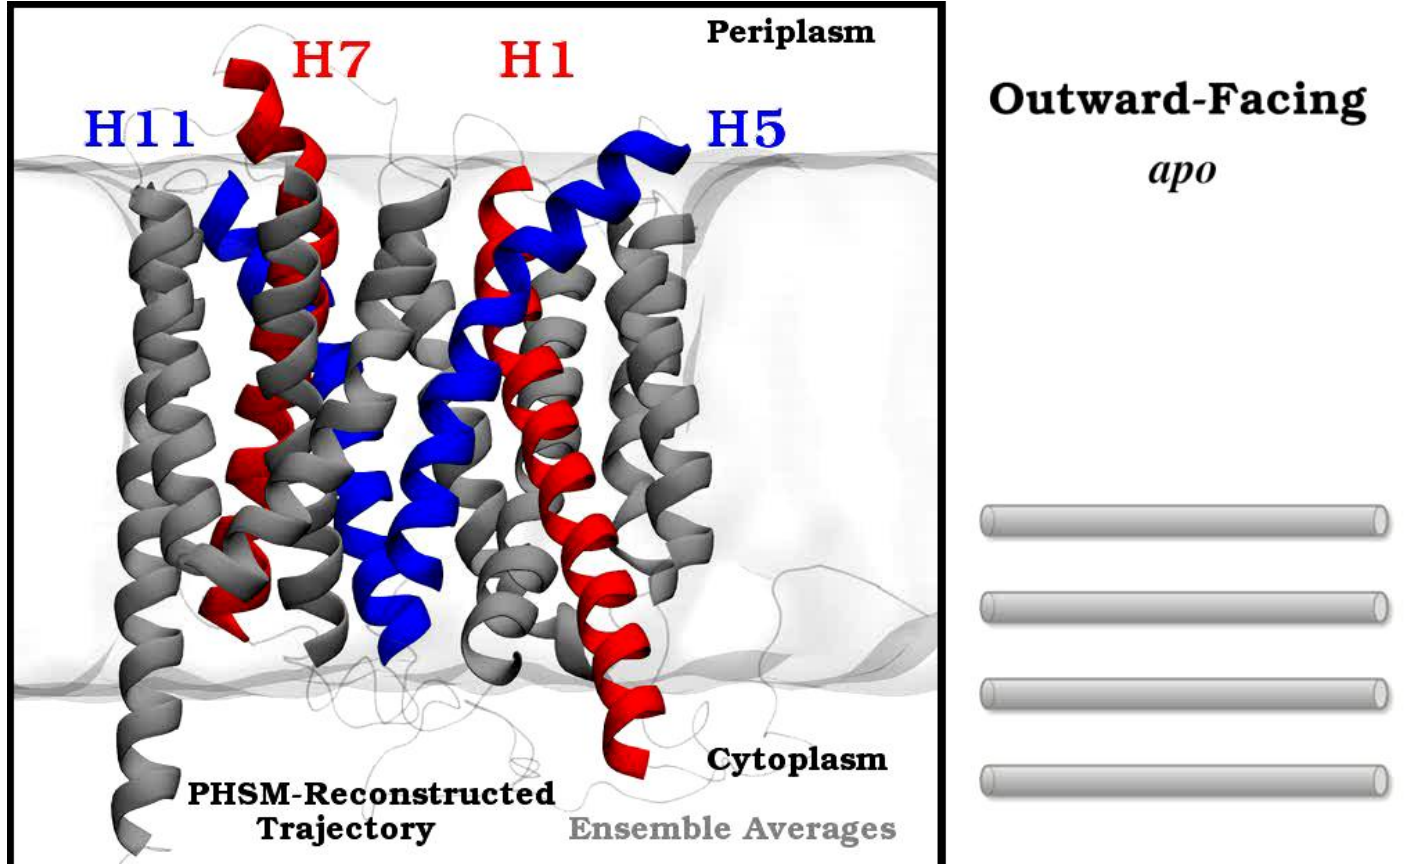 Periplasm
H7
H1
H11
H5
Cytoplasm
PHSM-Reconstructed
Trajectory
Ensemble Averages
Outward-Facing
apo